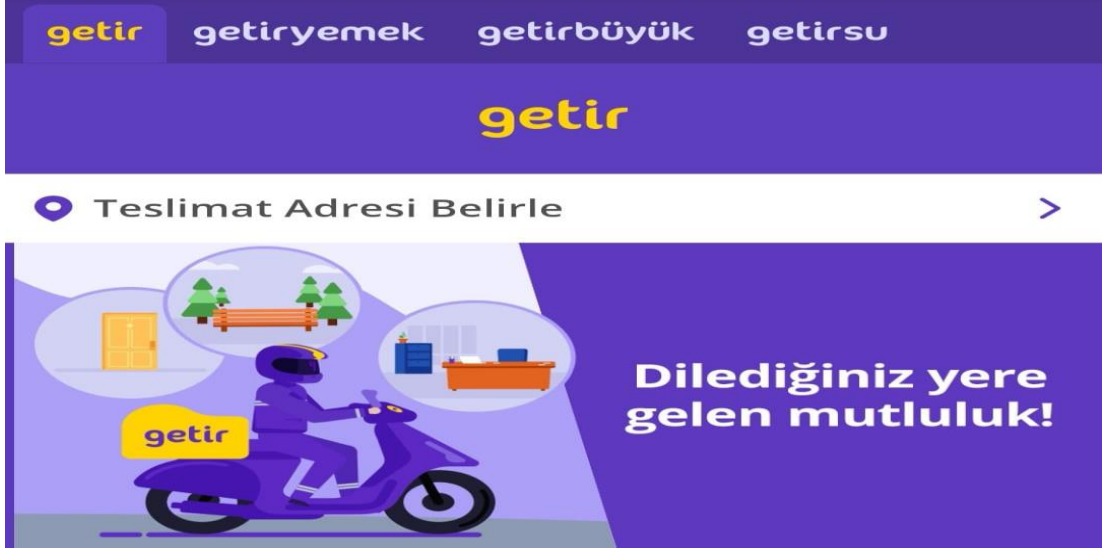 getir getiryemek getirbüyük getirsu
getir
Teslimat Adresi Belirle
getir
Dilediğiniz yere
gelen mutluluk!